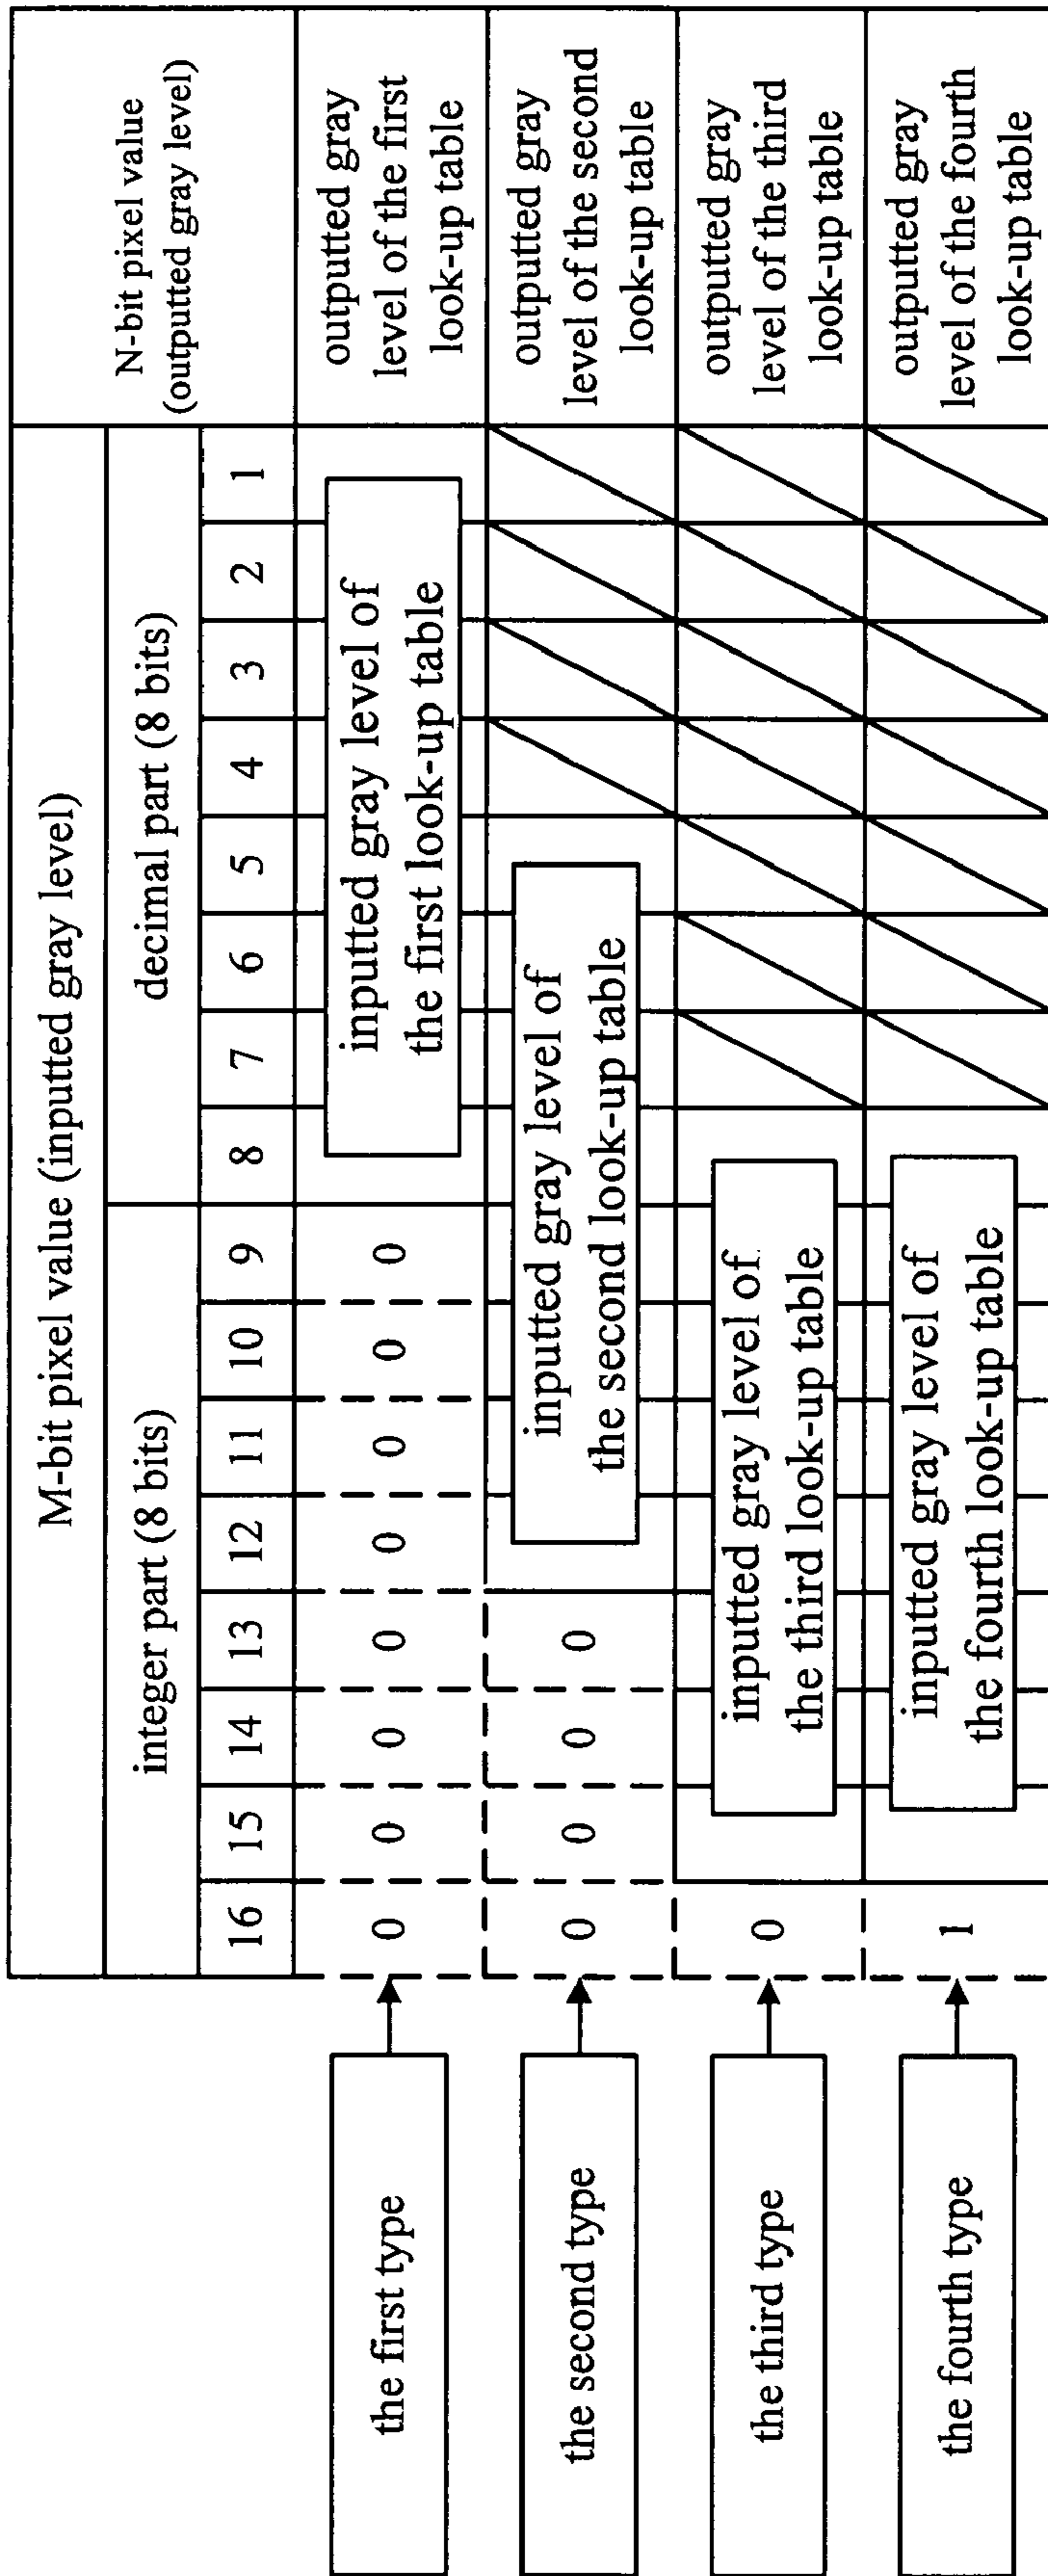 M-bit pixel value (inputted gray level)
N-bit pixel value
(outputted gray level)
integer part (8 bits)
decimal part (8 bits)
16 15 14 13 12 11 10 9 8 7 6 5 4 3 2 1
the first type
0 0 0 0 0 0 0 0
inputted gray level of
the first look-up table
outputted gray
level of the first
look-up table
the second type
0 0 0 0
inputted gray level of
the second look-up table
outputted gray
level of the second
look-up table
the third type
0
inputted gray level of
the third look-up table
outputted gray
level of the third
look-up table
the fourth type
1
inputted gray level of
the fourth look-up table
outputted gray
level of the fourth
look-up table